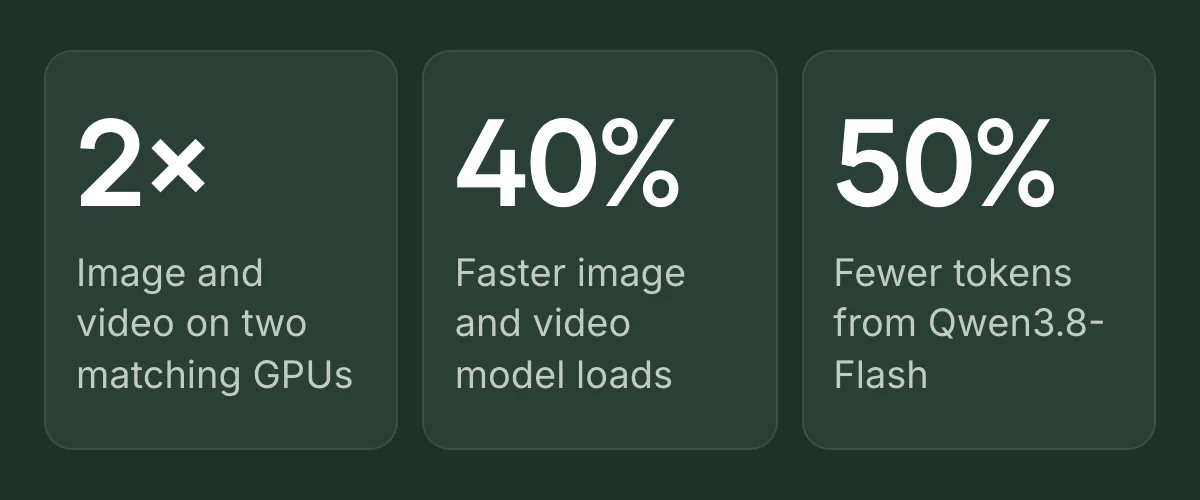 2×
Image and
video on two
matching GPUs
40%
Faster image
and video
model loads
50%
Fewer tokens
from Qwen3.8-
Flash